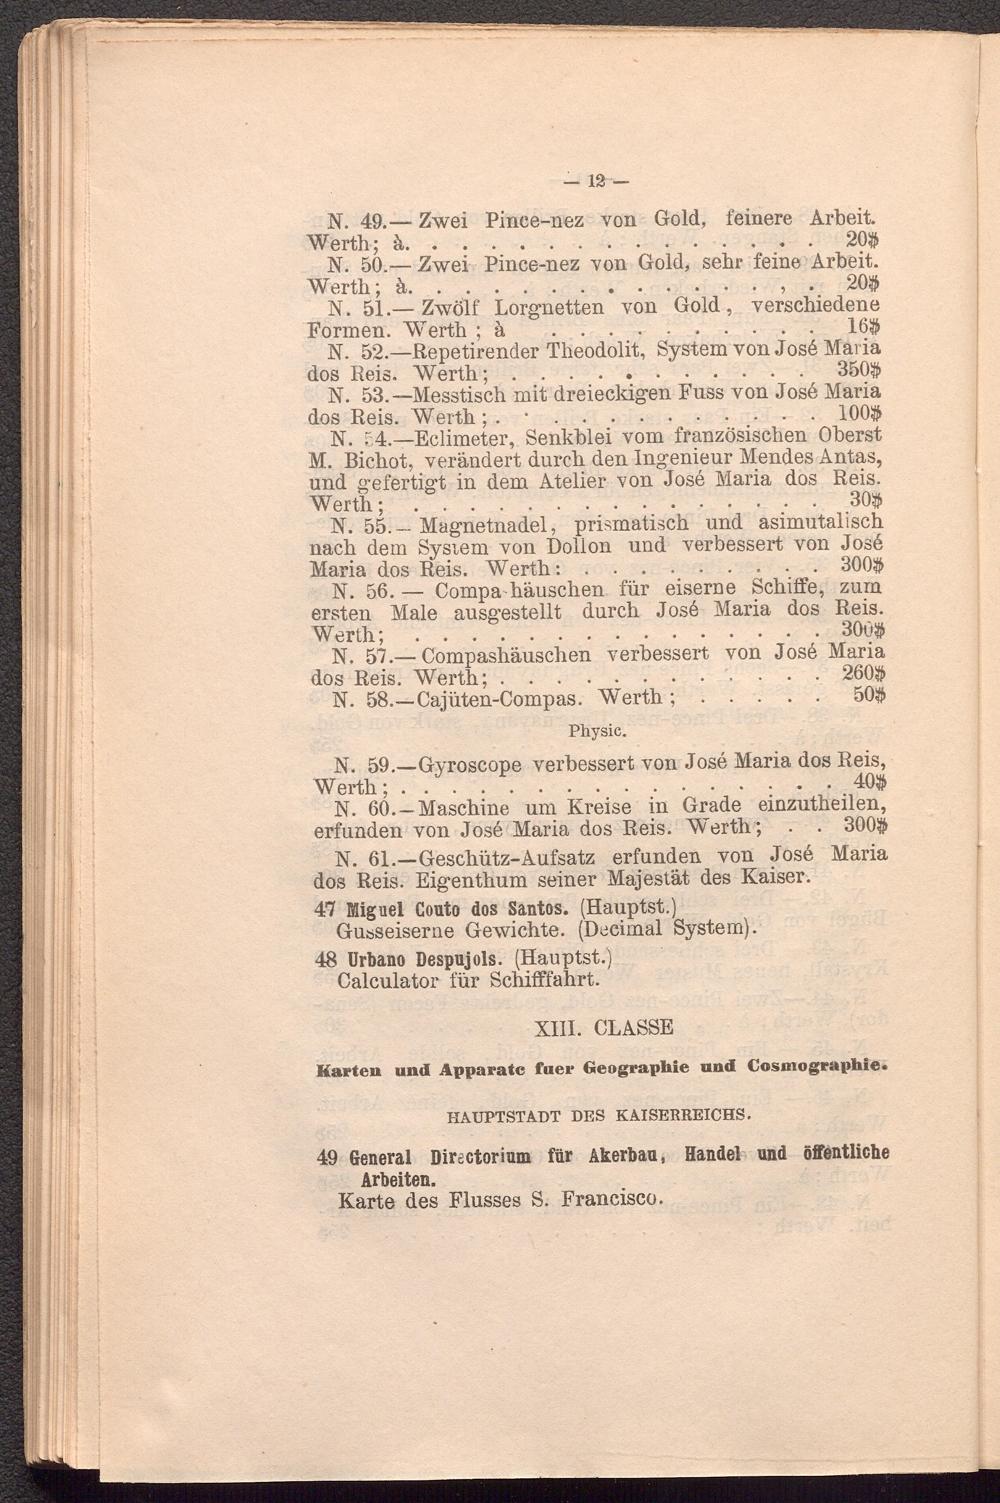 — 12 —
N. 49.— Zwei Pince-nez von Gold, feinere Arbeit.
Werth; à. . . . . . . . . . . . . . . 20$
N. 50.— Zwei Pince-nez von Gold, sehr feine Arbeit.
Werth; à. . . . . . . . . . . . . , . 20$
N. 51.— Zwölf Lorgnetten von Gold, verschiedene
Formen. Werth ; à . . . . . . . . . . 16$
N. 52.—Repetirender Theodolit, System von José Maria
dos Reis. Werth; . . . . . . . . . . . 350$
N. 53.—Messtisch mit dreieckigen Fuss von José Maria
dos Reis. Werth ; . . . . . . . . . . . 100$
N. 54.—Eclimeter, Senkblei vom französischen Oberst
M. Bichot, verändert durch den Ingenieur Mendes Antas,
und gefertigt in dem Atelier von José Maria dos Reis.
Werth ; . . . . . . . . . . . . . . . 30$
N. 55.— Magnetnadel, prismatisch und asimutalisch
nach dem System von Dollon und verbessert von José
Maria dos Reis. Werth: . . . . . . . . . 300$
N. 56. — Compa häuschen für eiserne Schiffe, zum
ersten Male ausgestellt durch José Maria dos Reis.
Werth; . . . . . . . . . . . . . . . 300$
N. 57.— Compashäuschen verbessert von José Maria
dos Reis. Werth; . . . . . . . . . . . . 260$
N. 58.—Cajüten-Compas. Werth ; . . . . . 50$
Physic.
N. 59.—Gyroscope verbessert von José Maria dos Reis,
Werth ; . . . . . . . . . . . . . . . . 40$
N. 60.—Maschine um Kreise in Grade einzutheilen,
erfunden von José Maria dos Reis. Werth; . . 300$
N. 61.—Geschütz-Aufsatz erfunden von José Maria
dos Reis. Eigenthum seiner Majestät des Kaiser.
47 Miguel Couto dos Santos. (Hauptst.)
Gusseiserne Gewichte. (Decimal System).
48 Urbano Despujols. (Hauptst.)
Calculator für Schifffahrt.
XIII. CLASSE
Karten und Apparate fuer Geographie und Cosmographie.
HAUPTSTADT DES KAISERREICHS.
49 General Directorium für Akerbau, Handel und öffentliche
Arbeiten.
Karte des Flusses S. Francisco.